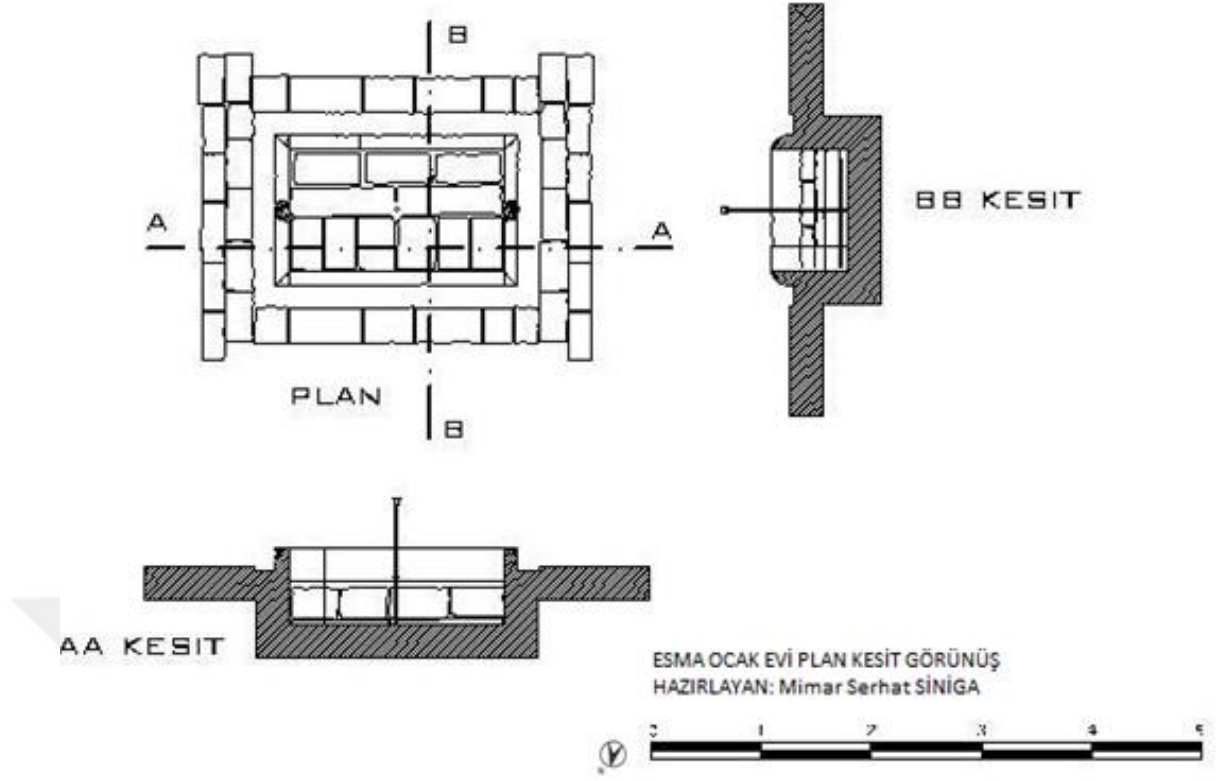 B
A
A
PLAN
B
BB KESIT
AA KESIT
ESMA OCAK EVİ PLAN KESİT GÖRÜNÜŞ
HAZIRLAYAN: Mimar Serhat SİNİGA
0 1 2 3 4 5